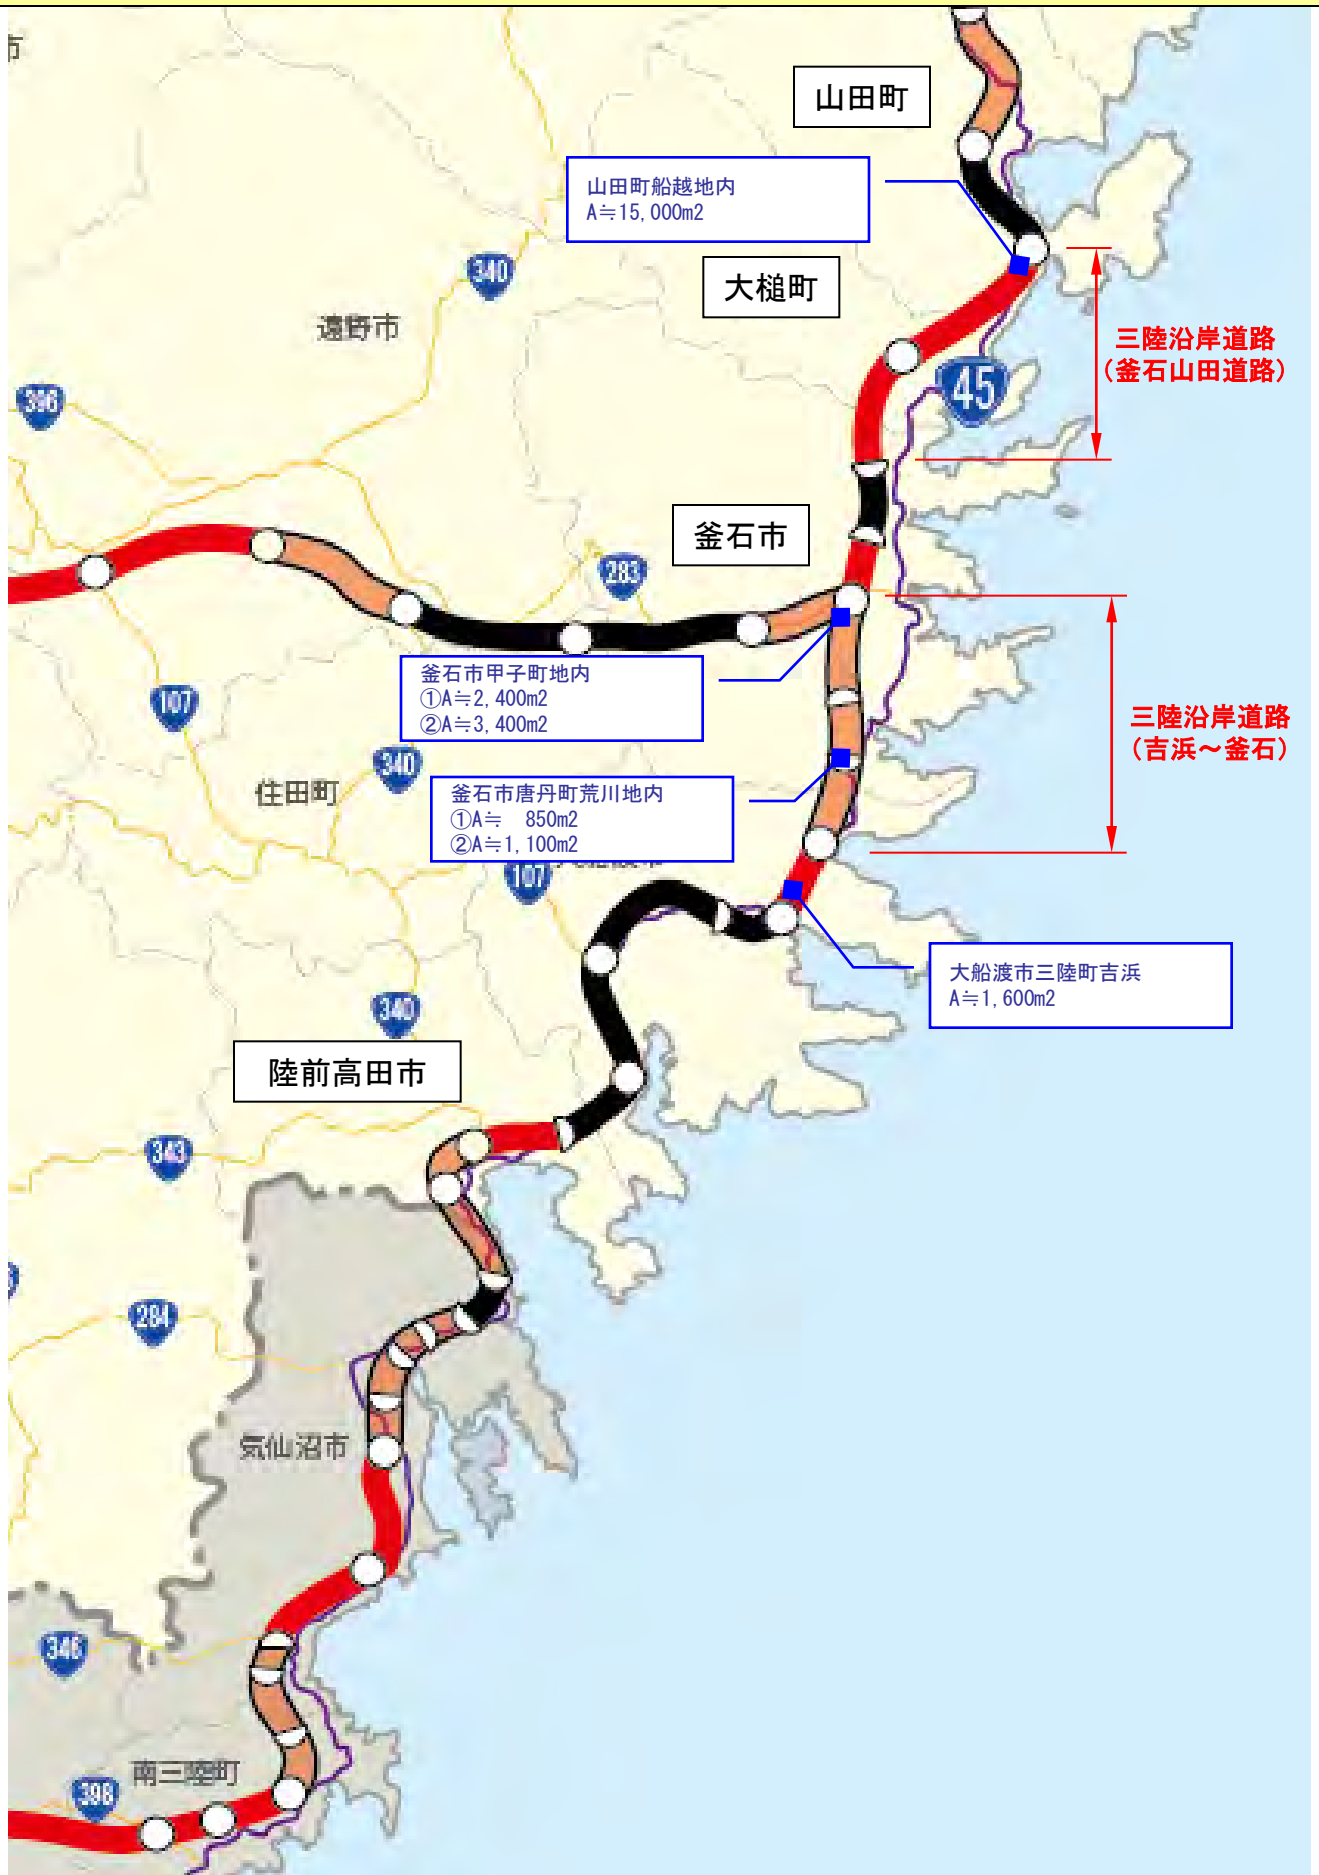 市
山田町
山田町船越地内
A≒15,000m2
340
大槌町
遠野市
三陸沿岸道路
(釜石山田道路)
45
396
釜石市
283
釜石市甲子町地内
①A≒2,400m2
②A≒3,400m2
107
三陸沿岸道路
(吉浜～釜石)
340
住田町
釜石市唐丹町荒川地内
①A≒ 850m2
②A≒1,100m2
107
大船渡市三陸町吉浜
A≒1,600m2
340
陸前高田市
343
284
気仙沼市
346
南三陸町
398